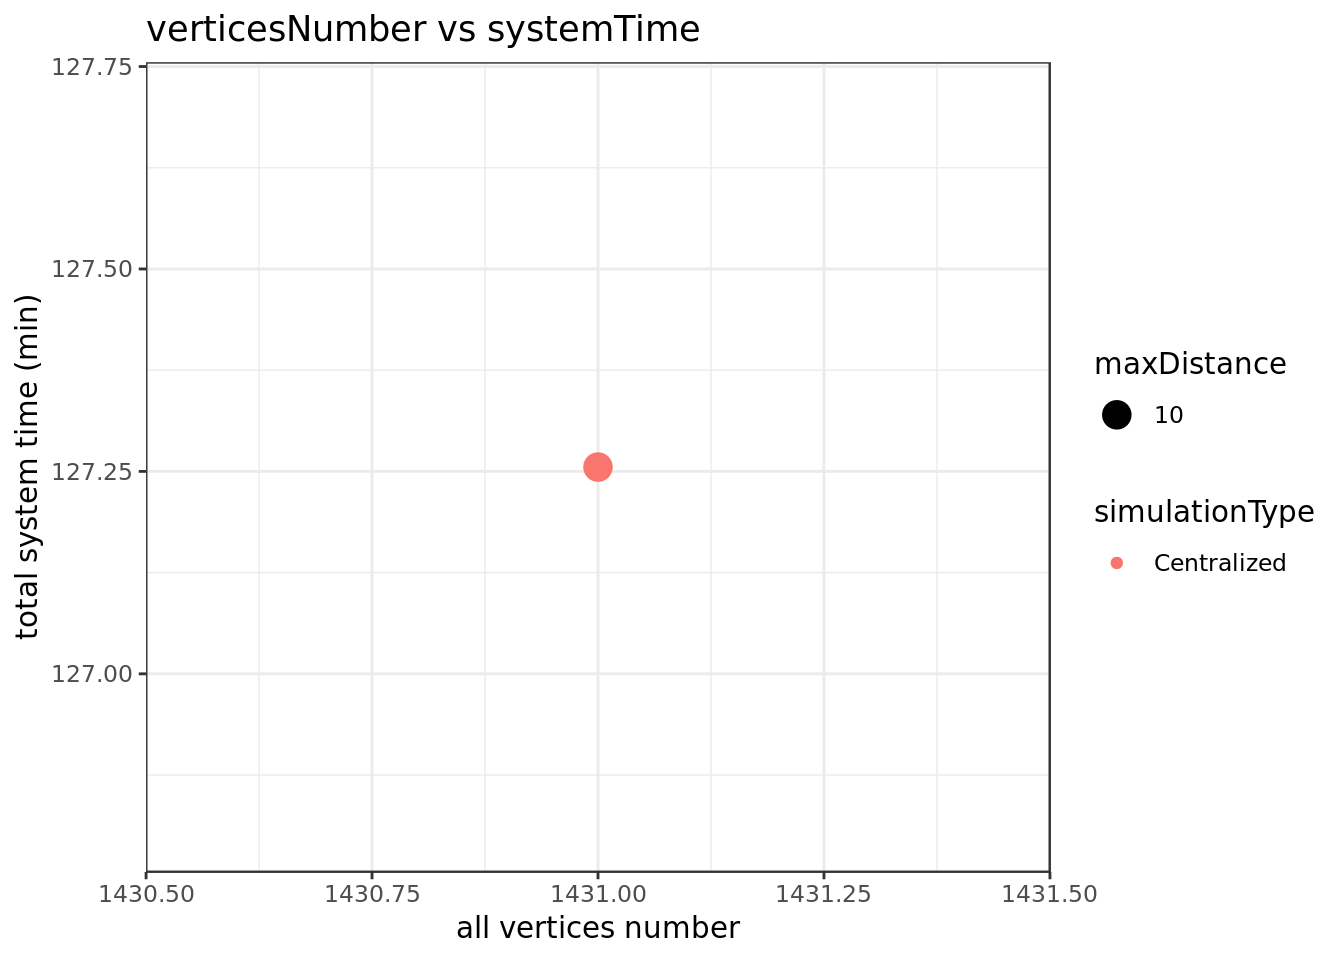 verticesNumber vs systemTime
127.75
127.50
127.25
127.00
total system time (min)
1430.50
1430.75
1431.00
1431.25
1431.50
all vertices number
maxDistance
10
simulationType
Centralized